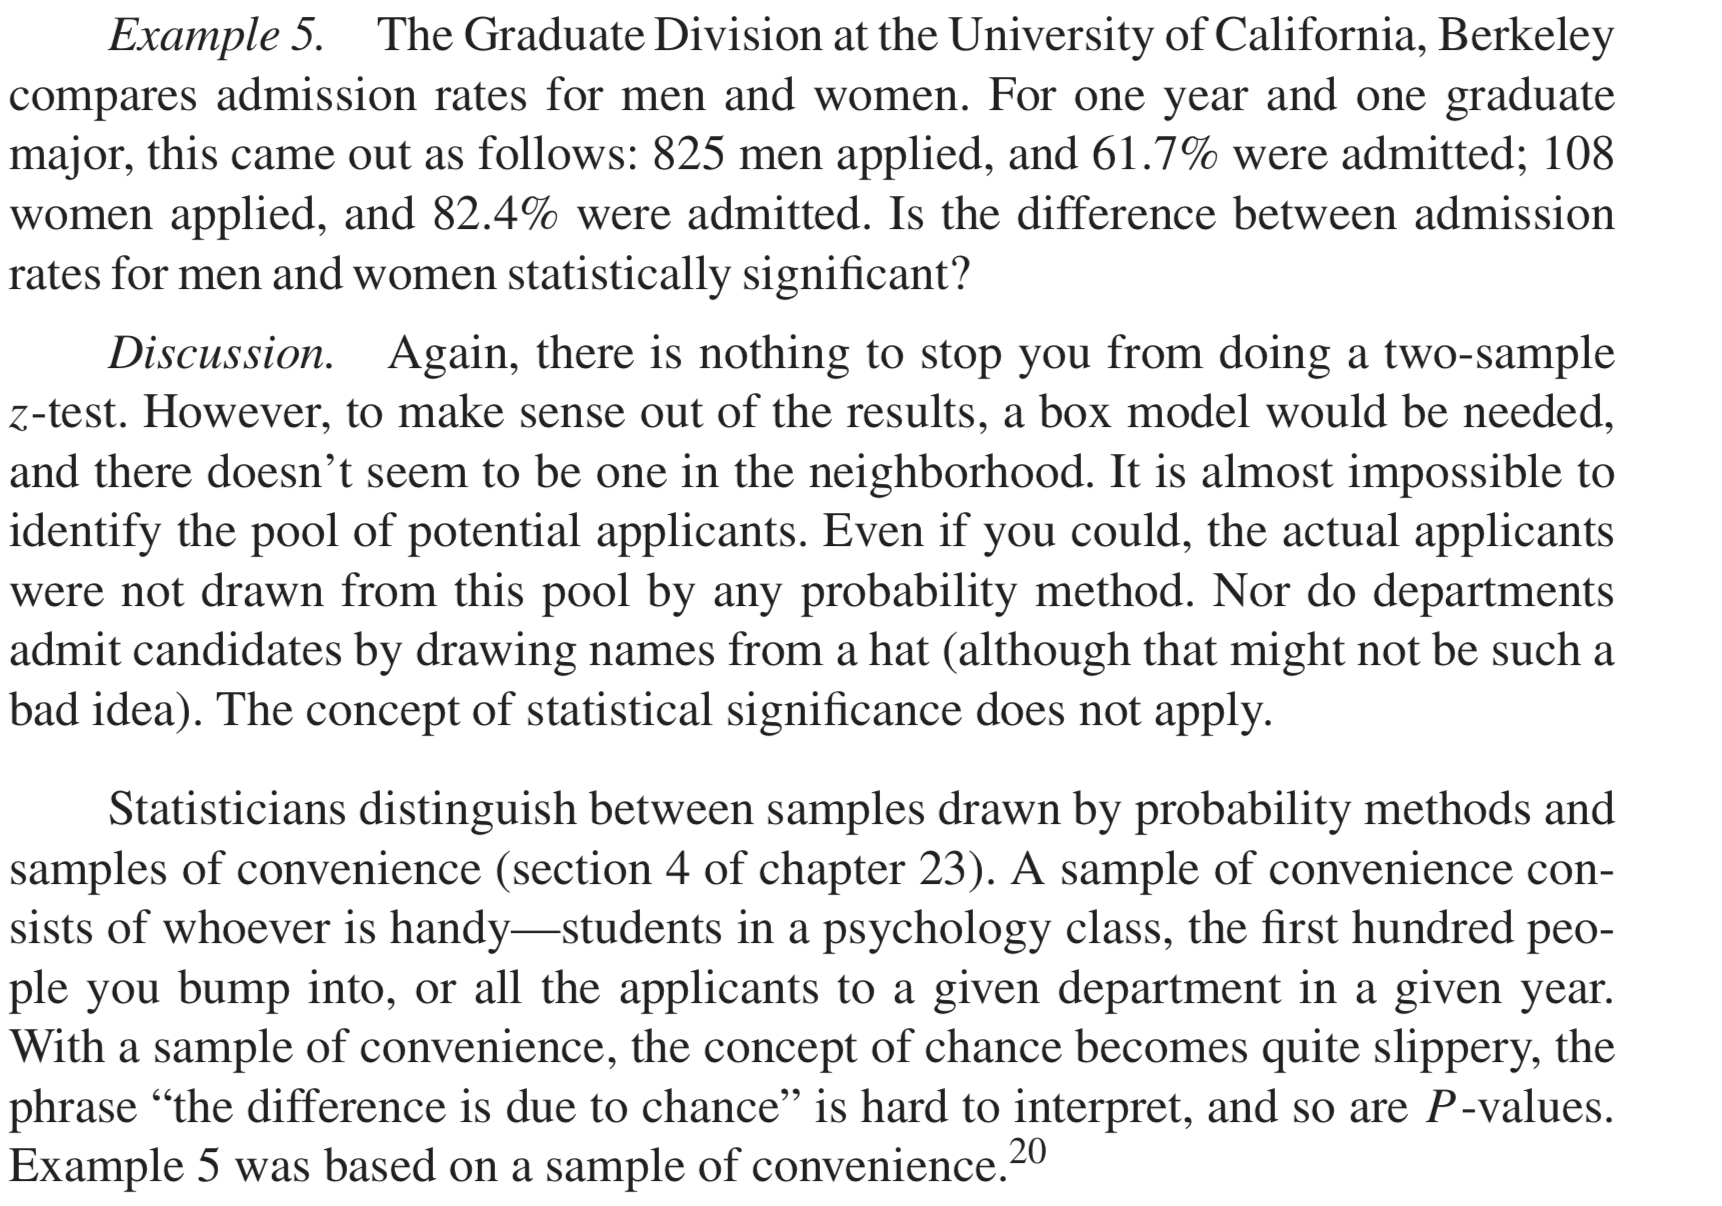 Example 5. The Graduate Division at the University of California, Berkeley
compares admission rates for men and women. For one year and one graduate
major, this came out as follows: 825 men applied, and 61.7% were admitted; 108
women applied, and 82.4% were admitted. Is the difference between admission
rates for men and women statistically significant?
Discussion. Again, there is nothing to stop you from doing a two-sample
z-test. However, to make sense out of the results, a box model would be needed,
and there doesn’t seem to be one in the neighborhood. It is almost impossible to
identify the pool of potential applicants. Even if you could, the actual applicants
were not drawn from this pool by any probability method. Nor do departments
admit candidates by drawing names from a hat (although that might not be such a
bad idea). The concept of statistical significance does not apply.
Statisticians distinguish between samples drawn by probability methods and
samples of convenience (section 4 of chapter 23). A sample of convenience con-
sists of whoever is handy—students in a psychology class, the first hundred peo-
ple you bump into, or all the applicants to a given department in a given year.
With a sample of convenience, the concept of chance becomes quite slippery, the
phrase “the difference is due to chance” is hard to interpret, and so are P-values.
Example 5 was based on a sample of convenience.20